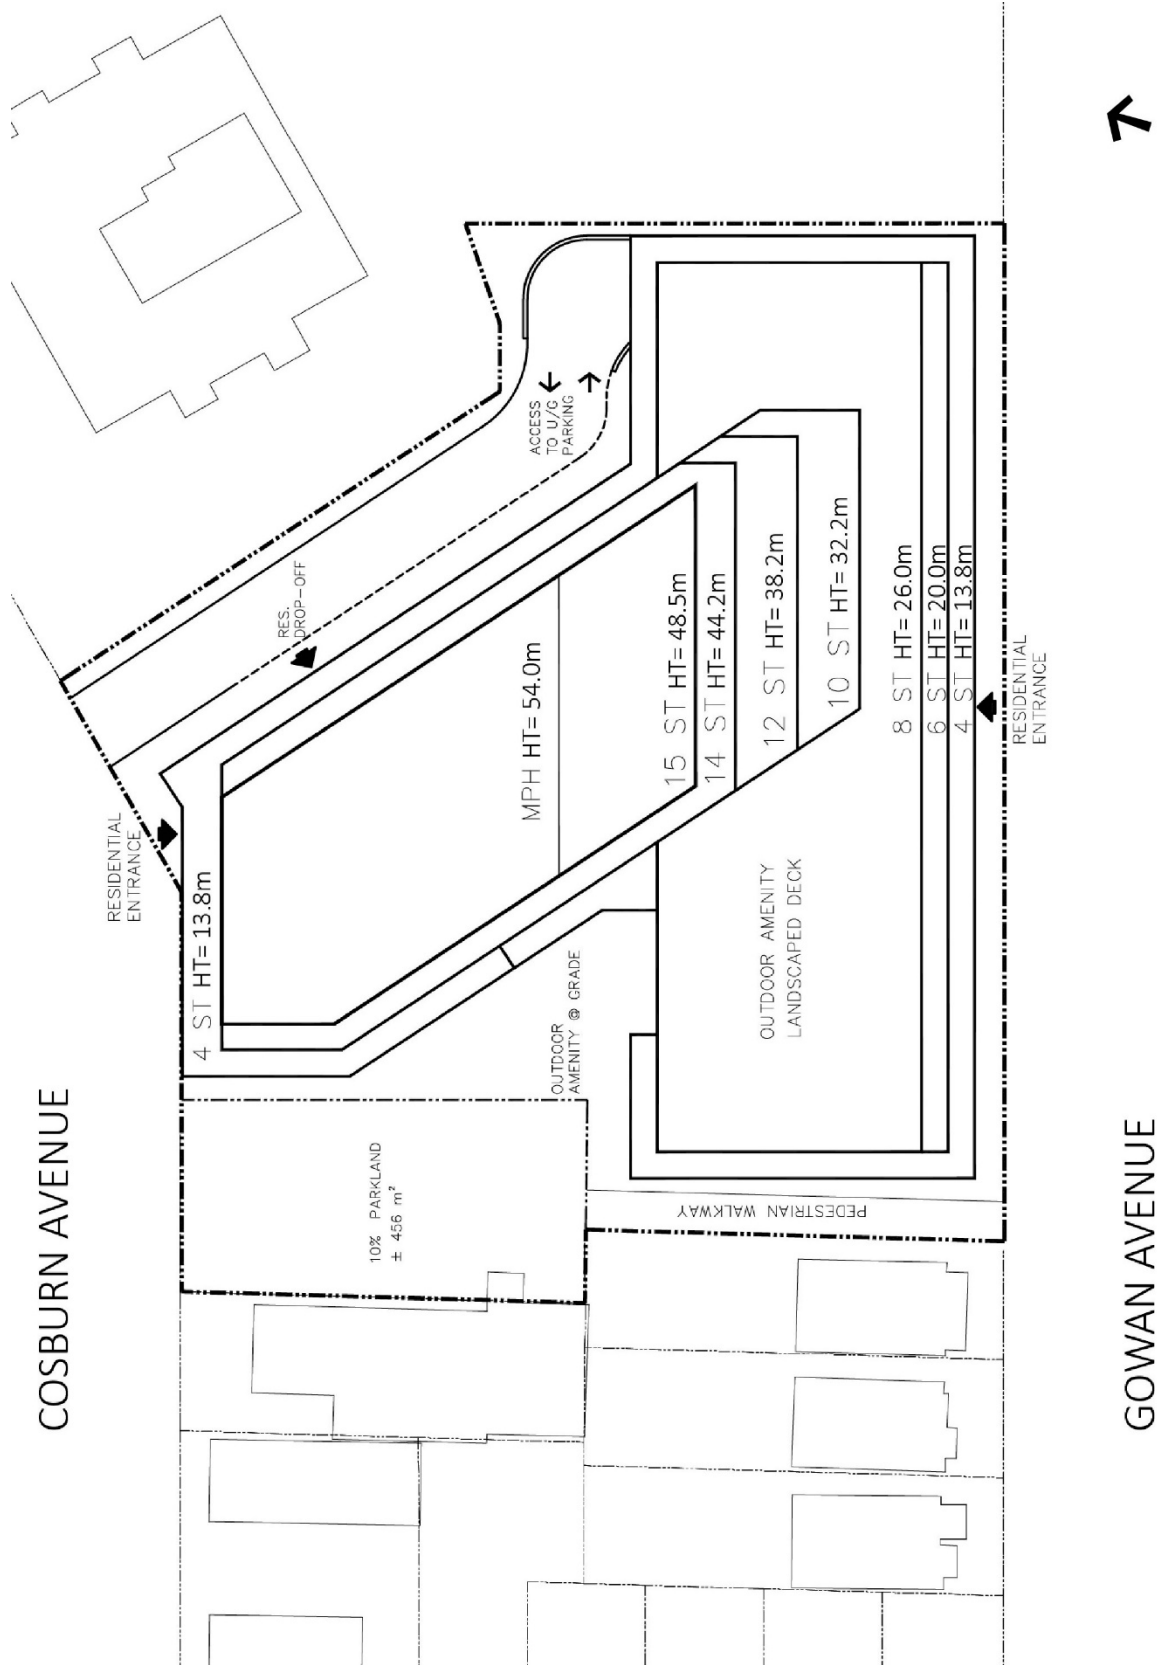 COSBURN AVENUE
RESIDENTIAL
ENTRANCE
4 ST HT= 13.8m
RES.
DROP-OFF
ACCESS
TO U/G
PARKING
MPH HT= 54.0m
15 ST HT= 48.5m
14 ST HT= 44.2m
12 ST HT= 38.2m
10 ST HT= 32.2m
8 ST HT= 26.0m
6 ST HT= 20.0m
4 ST HT= 13.8m
RESIDENTIAL
ENTRANCE
OUTDOOR
AMENITY @ GRADE
OUTDOOR AMENITY
LANDSCAPED DECK
10% PARKLAND
± 456 m²
PEDESTRIAN WALKWAY
GOWAN AVENUE